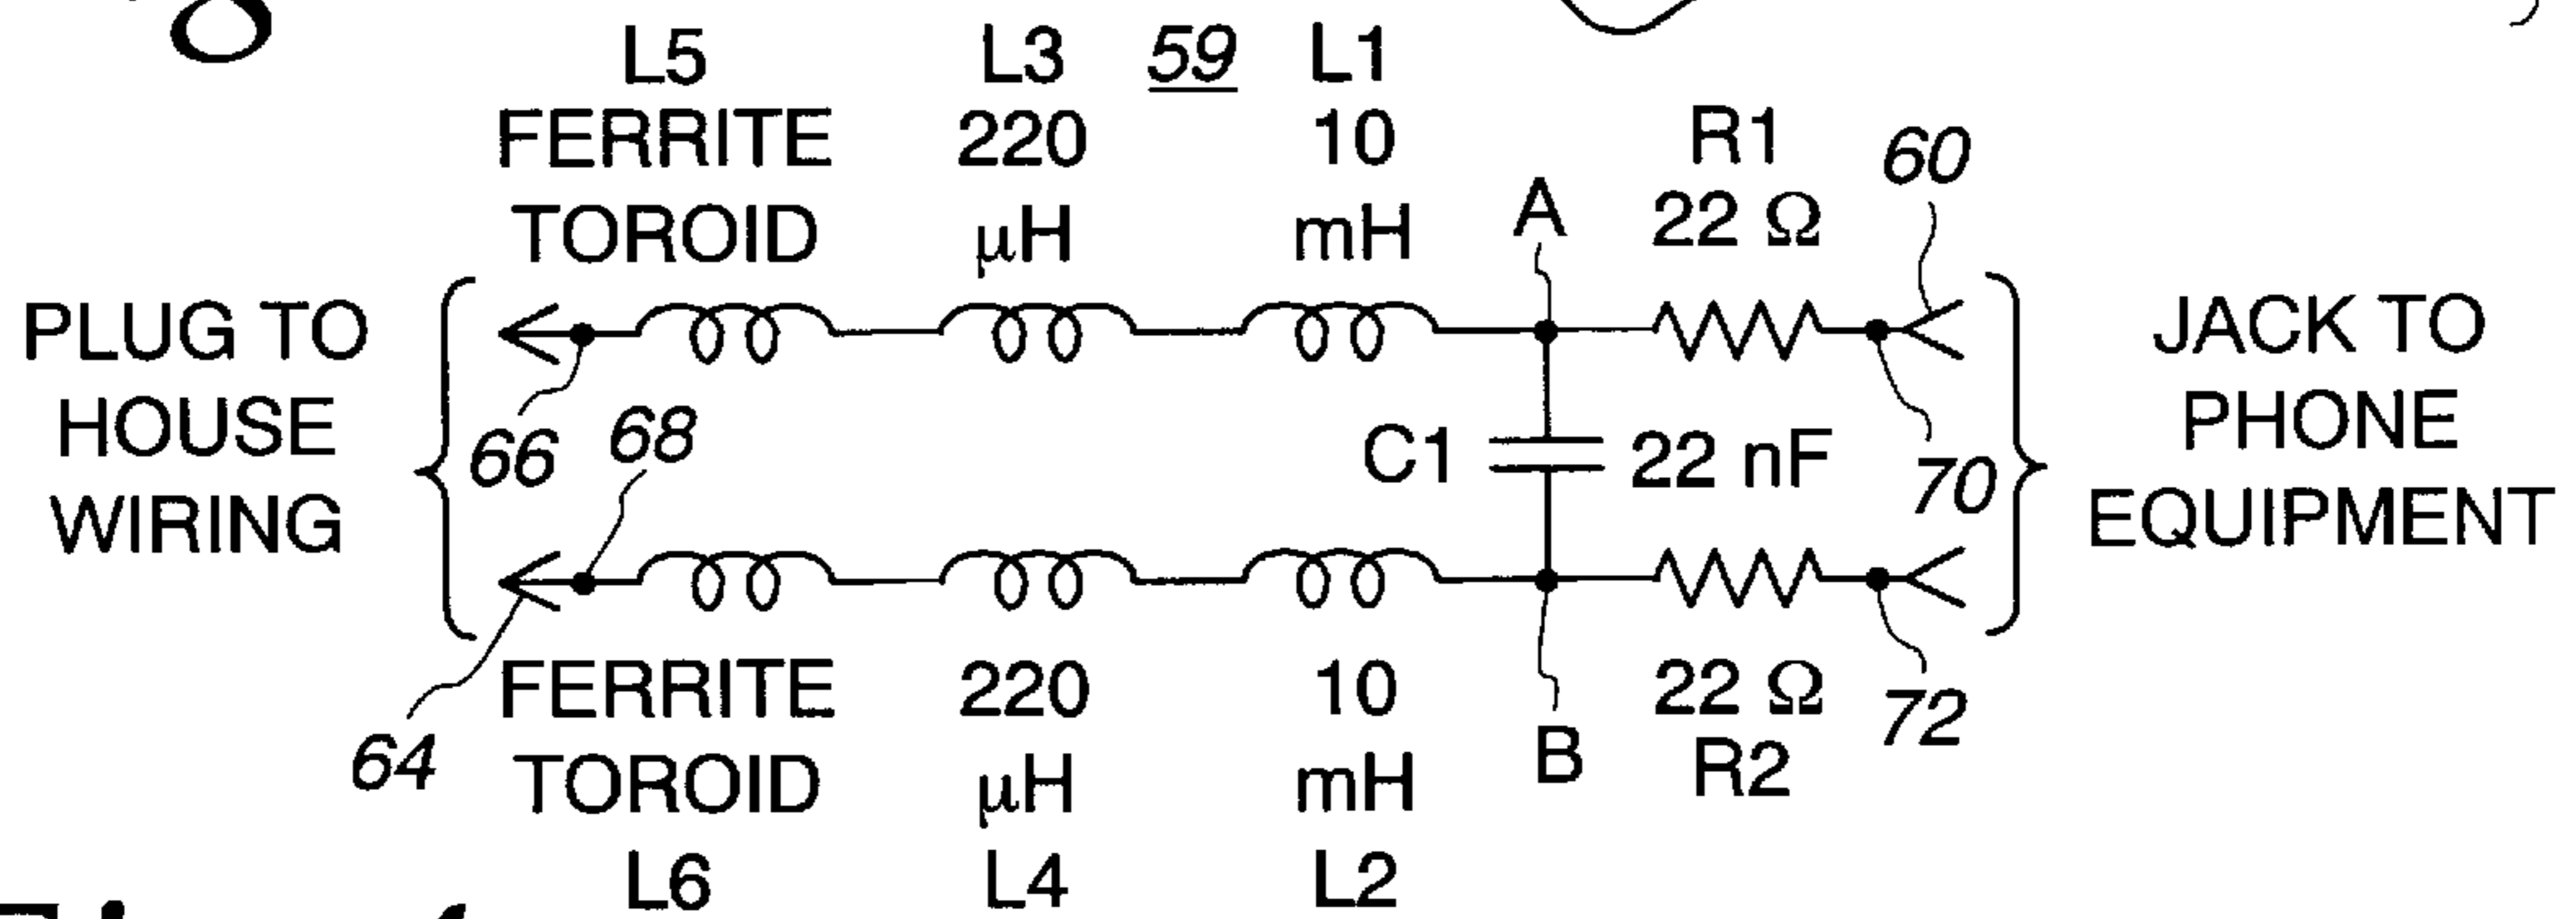 L5
FERRITE
TOROID
L3
220
μH
59
L1
10
mH
A
R1
22 Ω
60
PLUG TO
HOUSE
WIRING
66
68
64
C1
22 nF
70
JACK TO
PHONE
EQUIPMENT
FERRITE
TOROID
L6
220
μH
L4
10
mH
L2
B
22 Ω
R2
72